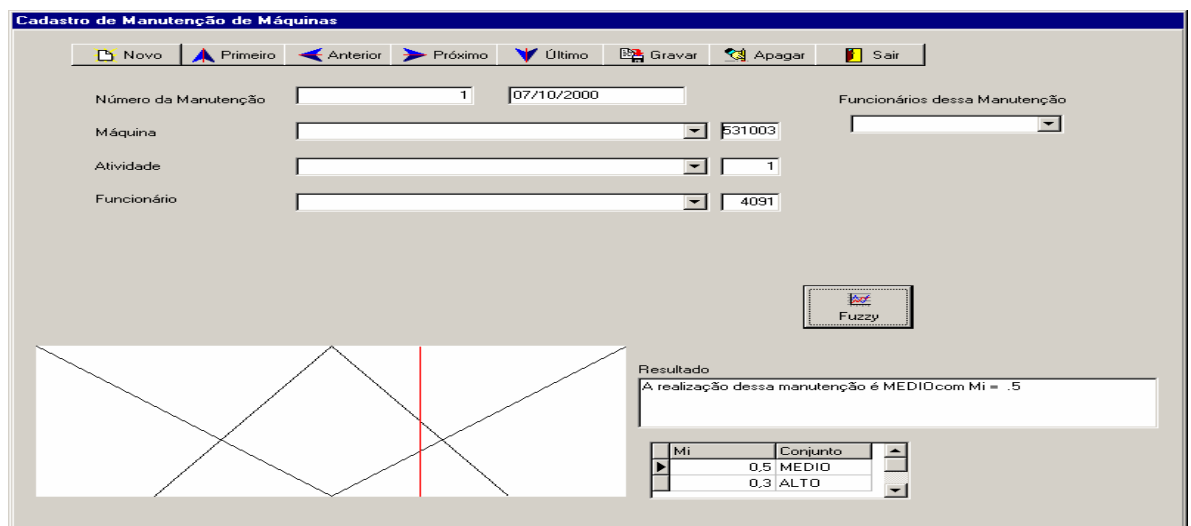 Cadastro de Manutenção de Máquinas
Novo Primeiro Anterior Próximo Último Gravar Apagar Sair
Número da Manutenção 1 07/10/2000 Funcionários dessa Manutenção
Máquina 531003
Atividade 1
Funcionário 4091
Fuzzy
Resultado
A realização dessa manutenção é MEDIOcom Mi = .5
Mi Conjunto
0,5 MEDIO
0,3 ALTO